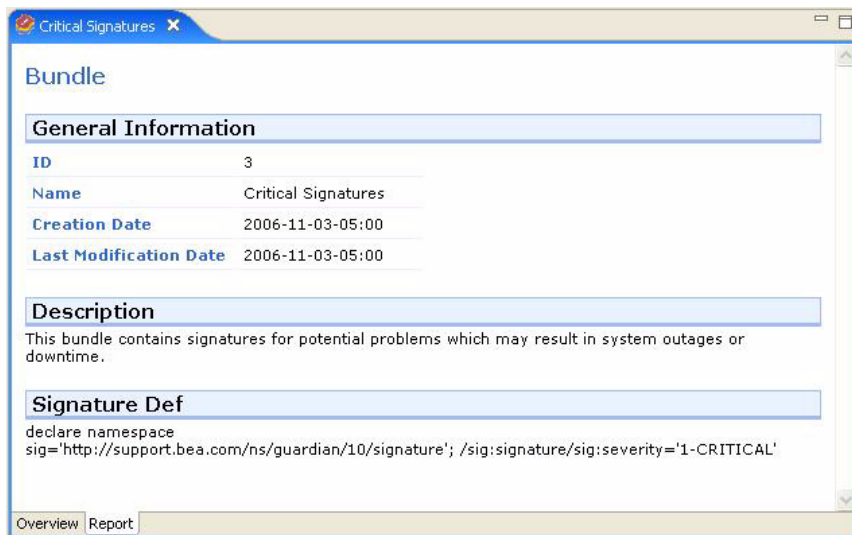 Critical Signatures
Bundle
General Information
ID 3
Name Critical Signatures
Creation Date 2006-11-03-05:00
Last Modification Date 2006-11-03-05:00
Description
This bundle contains signatures for potential problems which may result in system outages or
downtime.
Signature Def
declare namespace
sig='http://support.bea.com/ns/guardian/10/signature'; /sig:signature/sig:severity='1-CRITICAL'
Overview Report